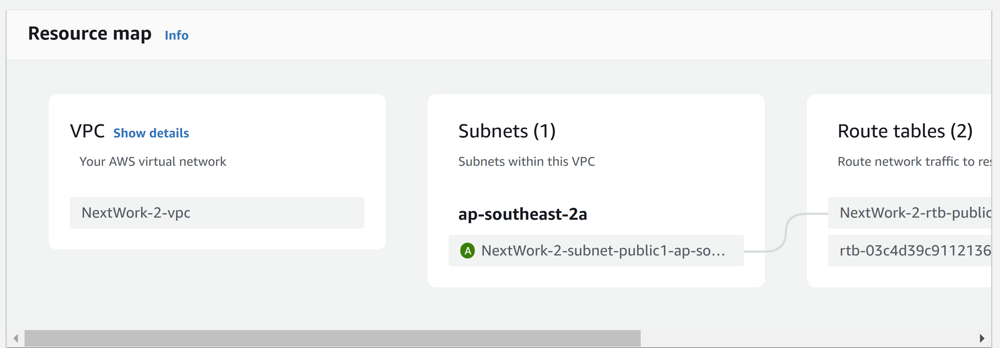 Resource map Info
VPC Show details
Your AWS virtual network
NextWork-2-vpc
Subnets (1)
Subnets within this VPC
ap-southeast-2a
A NextWork-2-subnet-public1-ap-so...
Route tables (2)
Route network traffic to res
NextWork-2-rtb-public
rtb-03c4d39c9112136